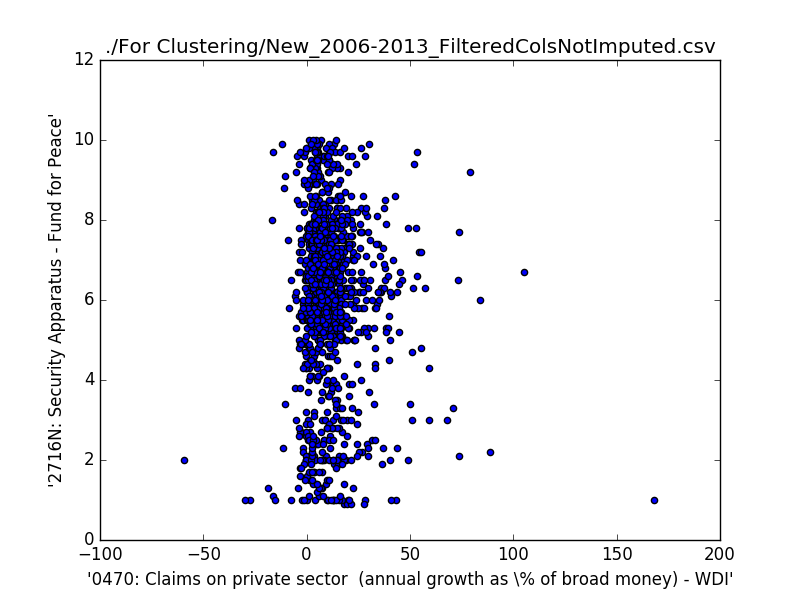 ./For Clustering/New_2006-2013_FilteredColsNotImputed.csv
12
10
8
6
4
2
0
'2716N: Security Apparatus - Fund for Peace'
−100 −50 0 50 100 150 200
'0470: Claims on private sector  (annual growth as \% of broad money) - WDI'